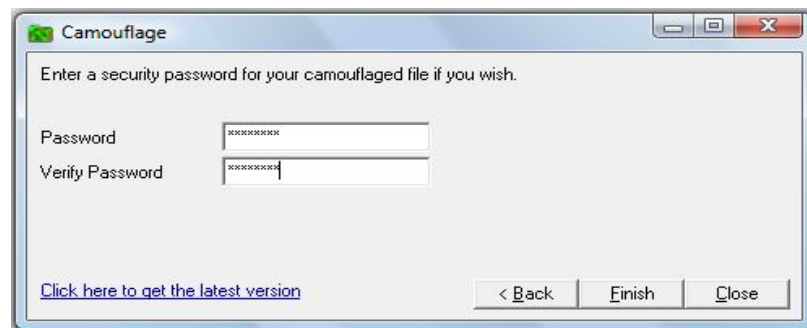 Camouflage
Enter a security password for your camouflaged file if you wish.
Password ********
Verify Password ********
Click here to get the latest version < Back Finish Close